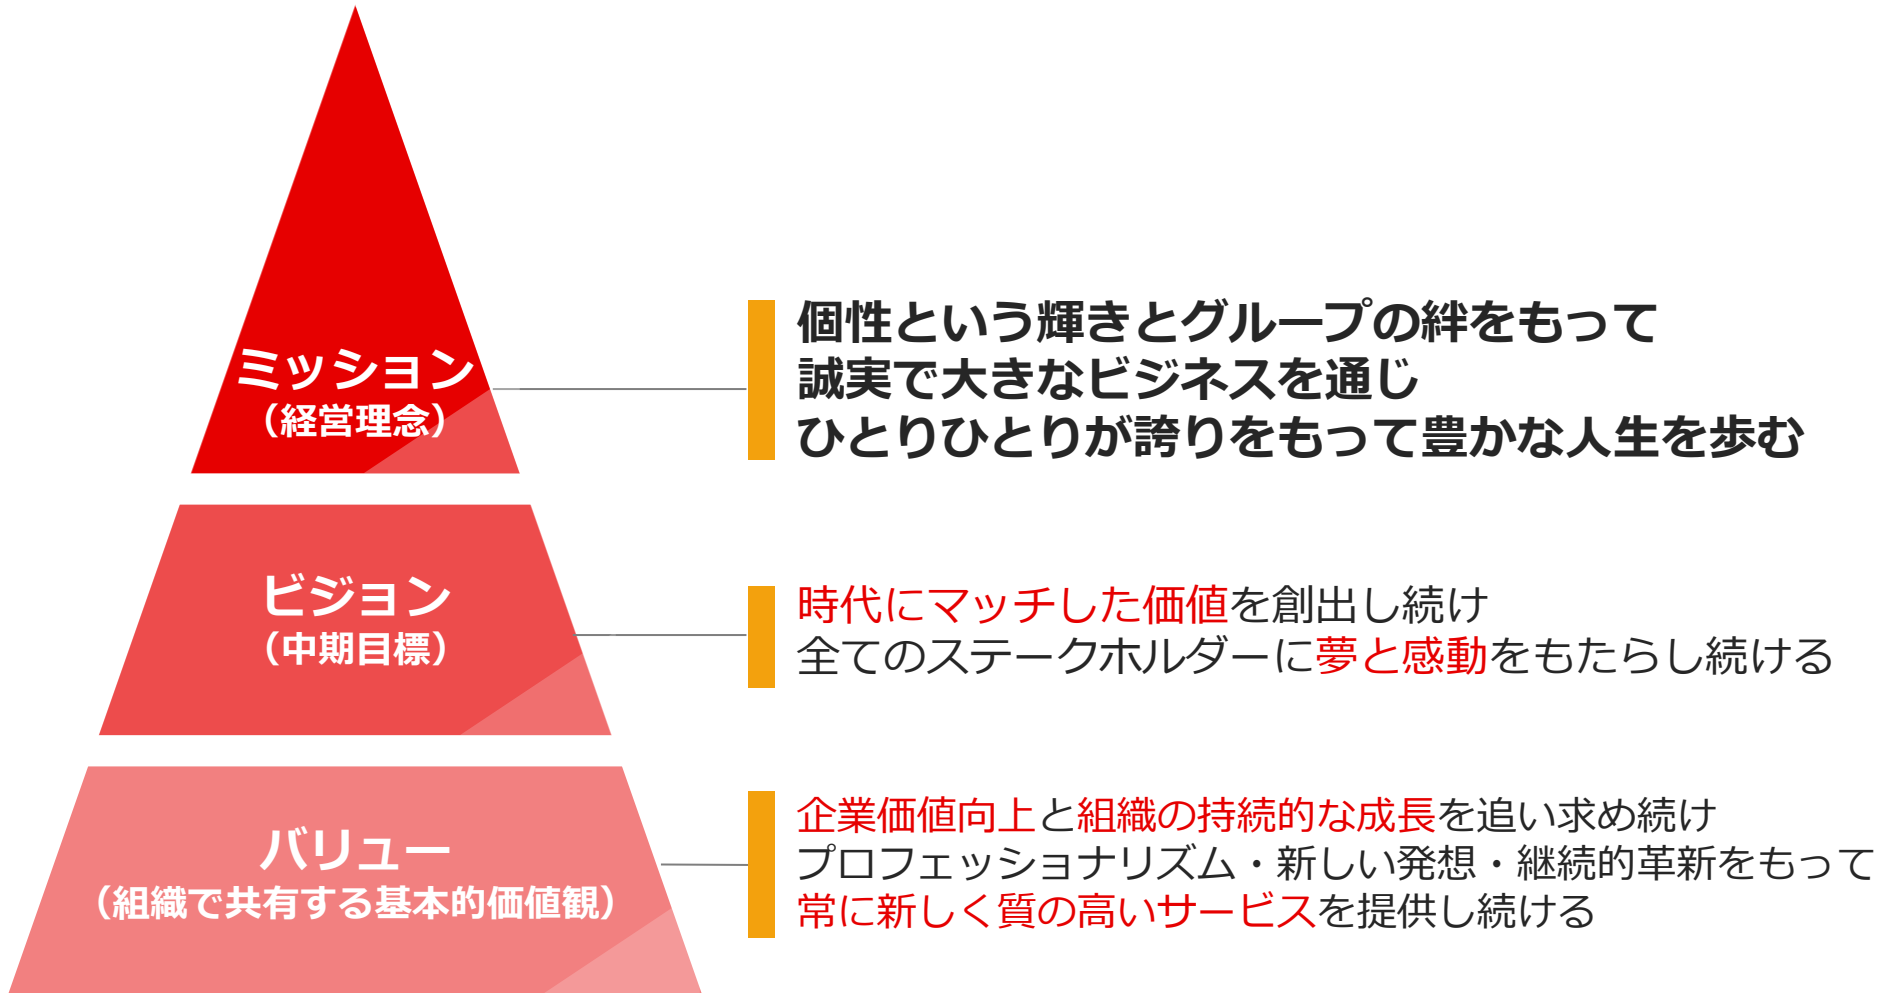 ミッション
（経営理念）
個性という輝きとグループの絆をもって
誠実で大きなビジネスを通じ
ひとりひとりが誇りをもって豊かな人生を歩む
ビジョン
（中期目標）
時代にマッチした価値を創出し続け
全てのステークホルダーに夢と感動をもたらし続ける
バリュー
（組織で共有する基本的価値観）
企業価値向上と組織の持続的な成長を追い求め続け
プロフェッショナリズム・新しい発想・継続的革新をもって
常に新しく質の高いサービスを提供し続ける